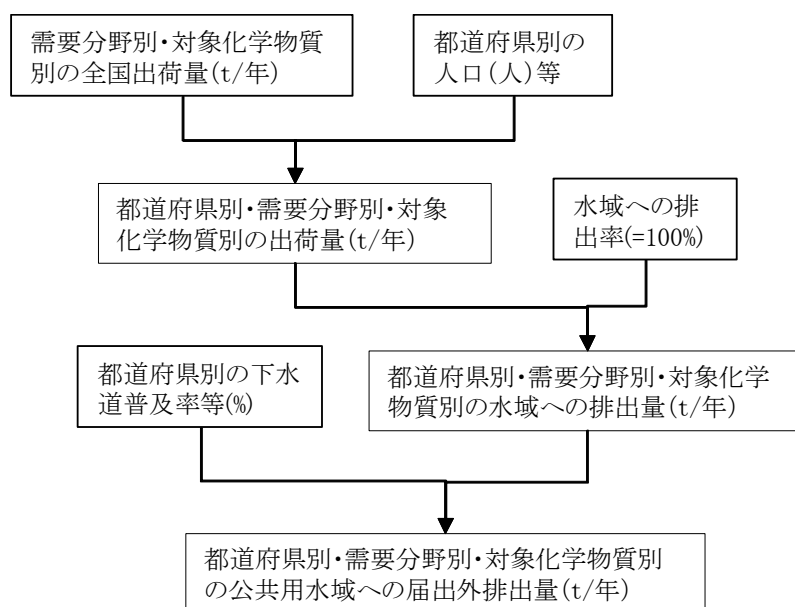 需要分野別・対象化学物質
別の全国出荷量(t/年)
都道府県別の
人口(人)等
都道府県別・需要分野別・対象
化学物質別の出荷量(t/年)
水域への排
出率(=100%)
都道府県別の下水
道普及率等(%)
都道府県別・需要分野別・対象化学
物質別の水域への排出量(t/年)
都道府県別・需要分野別・対象化学物質別
の公共用水域への届出外排出量(t/年)